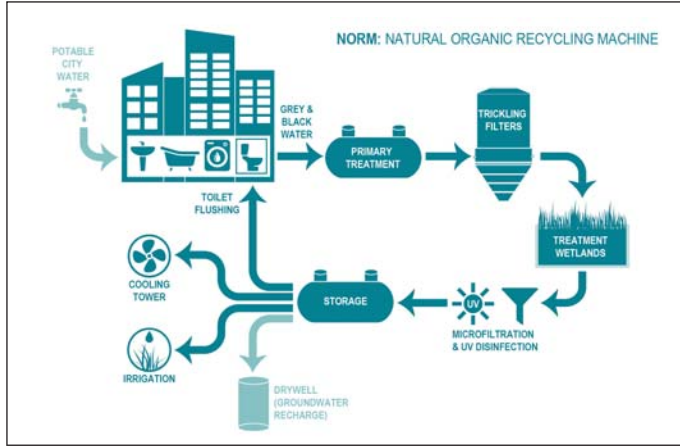 NORM: NATURAL ORGANIC RECYCLING MACHINE
POTABLE
CITY
WATER
GREY &
BLACK
WATER
PRIMARY
TREATMENT
TRICKLING
FILTERS
TREATMENT
WETLANDS
UV
MICROFILTRATION
& UV DISINFECTION
STORAGE
TOILET
FLUSHING
COOLING
TOWER
IRRIGATION
DRYWELL
(GROUNDWATER
RECHARGE)